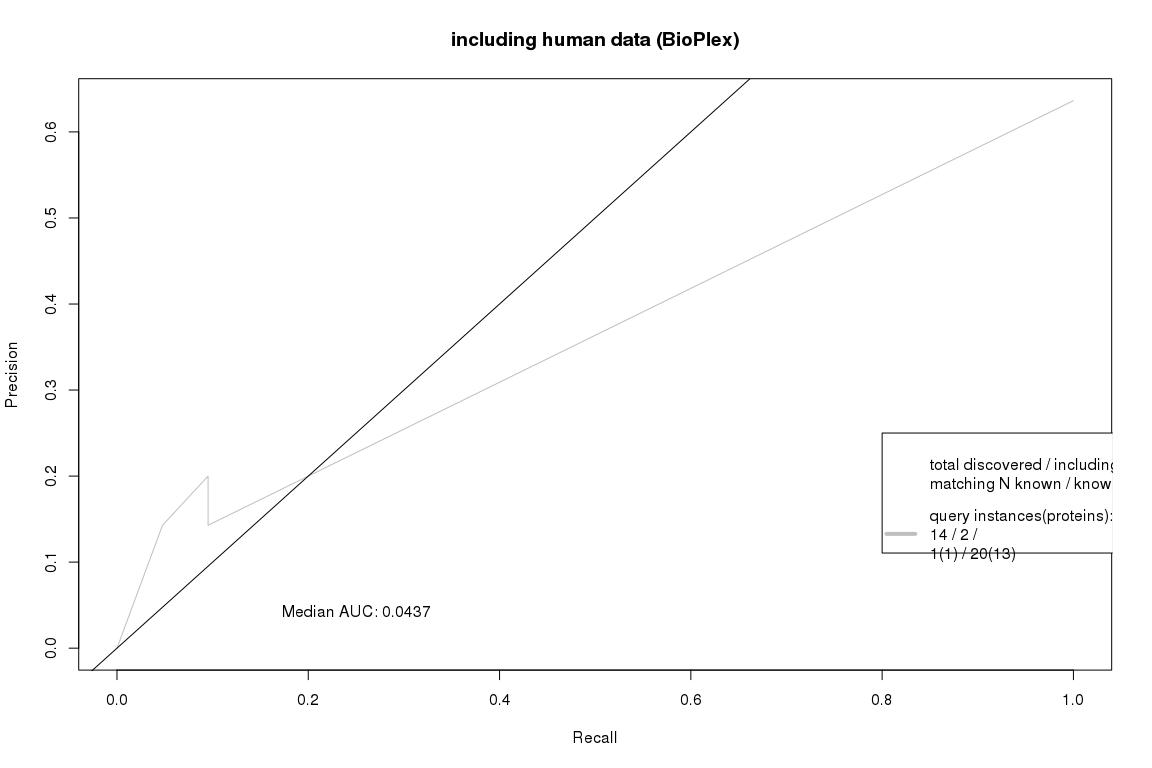 including human data (BioPlex)
Precision
0.6
0.5
0.4
0.3
0.2
0.1
0.0
total discovered / including
matching N known / know
query instances(proteins):
14 / 2 /
1(1) / 20(13)
Median AUC: 0.0437
0.0 0.2 0.4 0.6 0.8 1.0
Recall